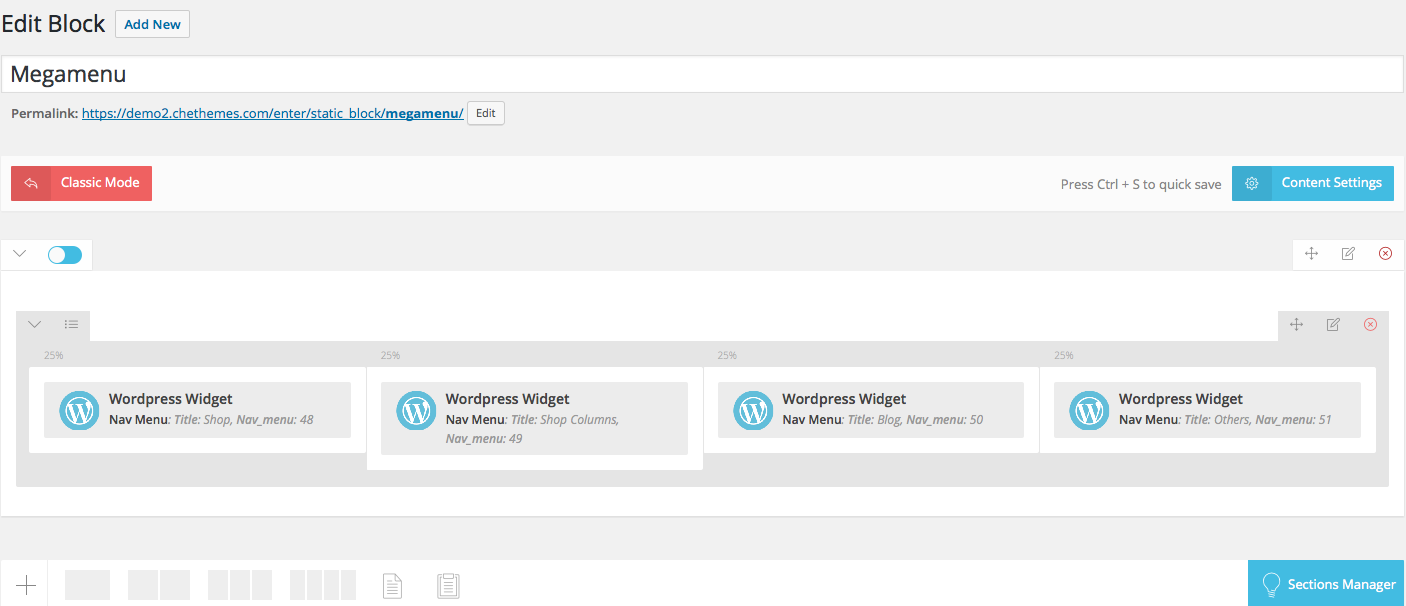 Edit Block Add New
Megamenu
Permalink: https://demo2.chethemes.com/enter/static_block/megamenu/ Edit
Classic Mode Press Ctrl + S to quick save Content Settings
25% 25% 25% 25%
Wordpress Widget Wordpress Widget Wordpress Widget Wordpress Widget
Nav Menu: Title: Shop, Nav_menu: 48 Nav Menu: Title: Shop Columns, Nav Menu: Title: Blog, Nav_menu: 50 Nav Menu: Title: Others, Nav_menu: 51
Nav_menu: 49
Sections Manager